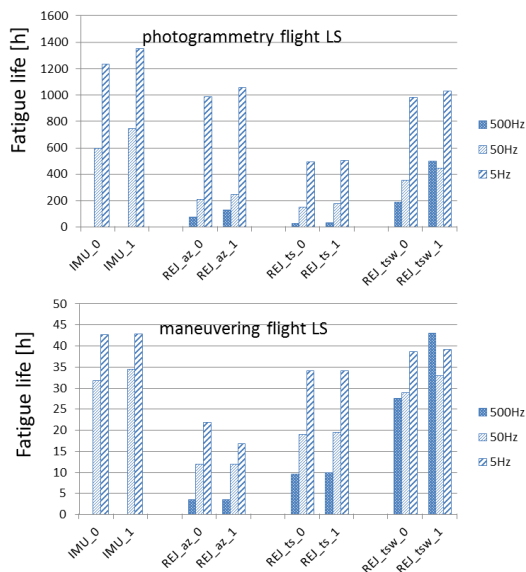 photogrammetry flight LS
Fatigue life [h]
1600
1400
1200
1000
800
600
400
200
0
IMU_0
IMU_1
REJ_az_0
REJ_az_1
REJ_ts_0
REJ_ts_1
REJ_tsw_0
REJ_tsw_1
500Hz
50Hz
5Hz
maneuvering flight LS
Fatigue life [h]
50
45
40
35
30
25
20
15
10
5
0
IMU_0
IMU_1
REJ_az_0
REJ_az_1
REJ_ts_0
REJ_ts_1
REJ_tsw_0
REJ_tsw_1
500Hz
50Hz
5Hz